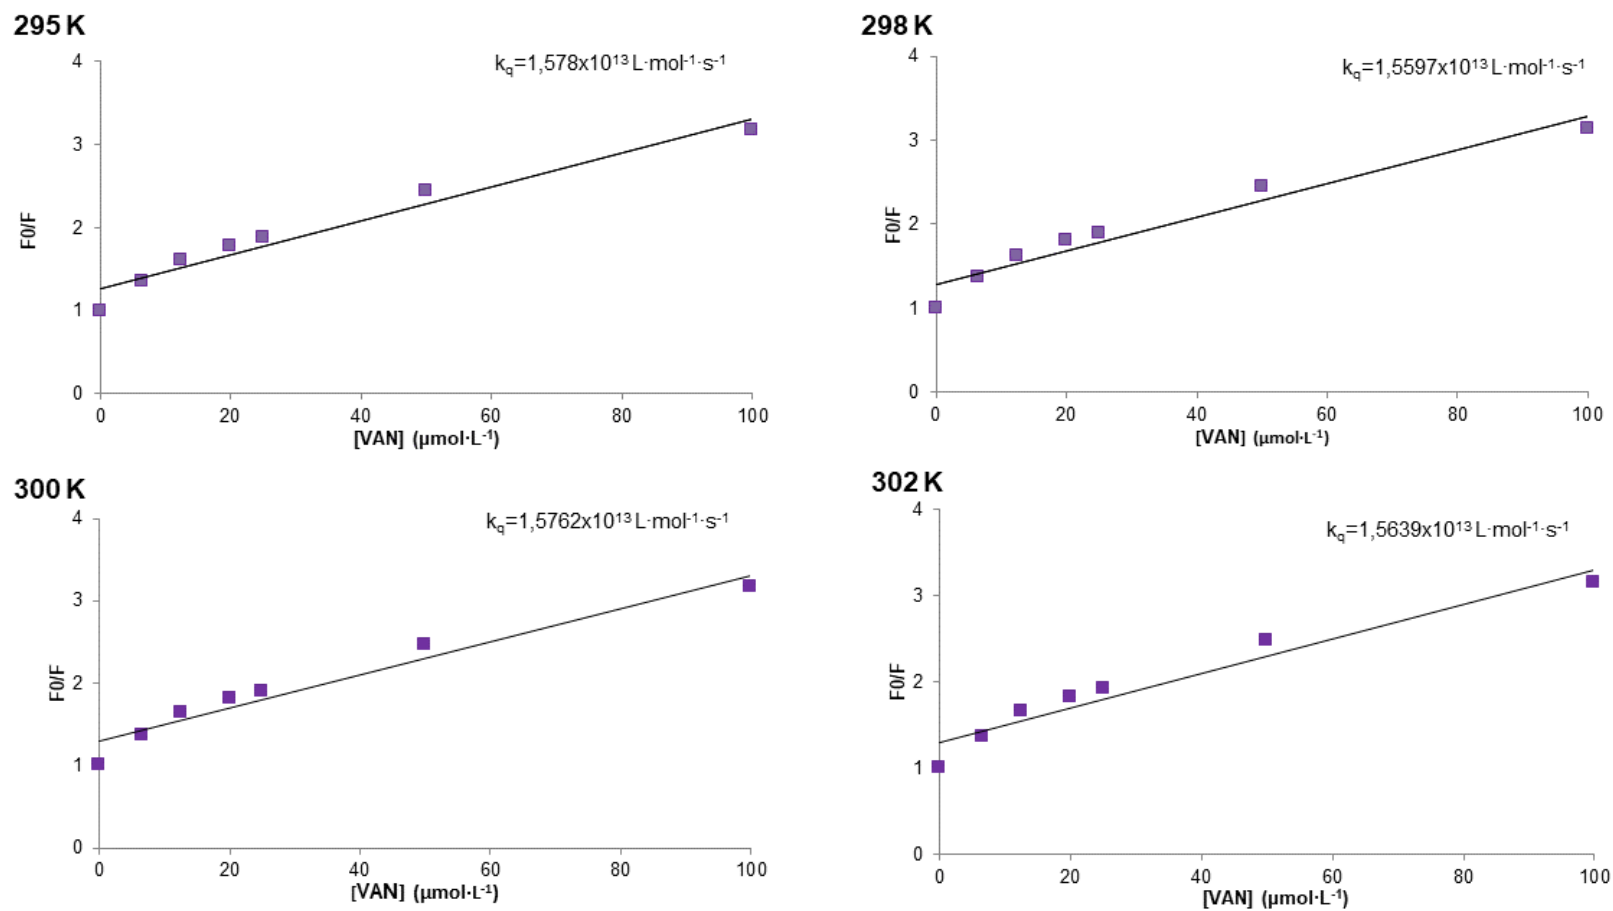 295 K
kq=1,578x10¹³ L·mol⁻¹·s⁻¹
4
3
2
1
0
F0/F
0 20 40 60 80 100
[VAN] (µmol·L⁻¹)
298 K
kq=1,5597x10¹³ L·mol⁻¹·s⁻¹
4
3
2
1
0
F0/F
0 20 40 60 80 100
[VAN] (µmol·L⁻¹)
300 K
kq=1,5762x10¹³ L·mol⁻¹·s⁻¹
4
3
2
1
0
F0/F
0 20 40 60 80 100
[VAN] (µmol·L⁻¹)
302 K
kq=1,5639x10¹³ L·mol⁻¹·s⁻¹
4
3
2
1
0
F0/F
0 20 40 60 80 100
[VAN] (µmol·L⁻¹)